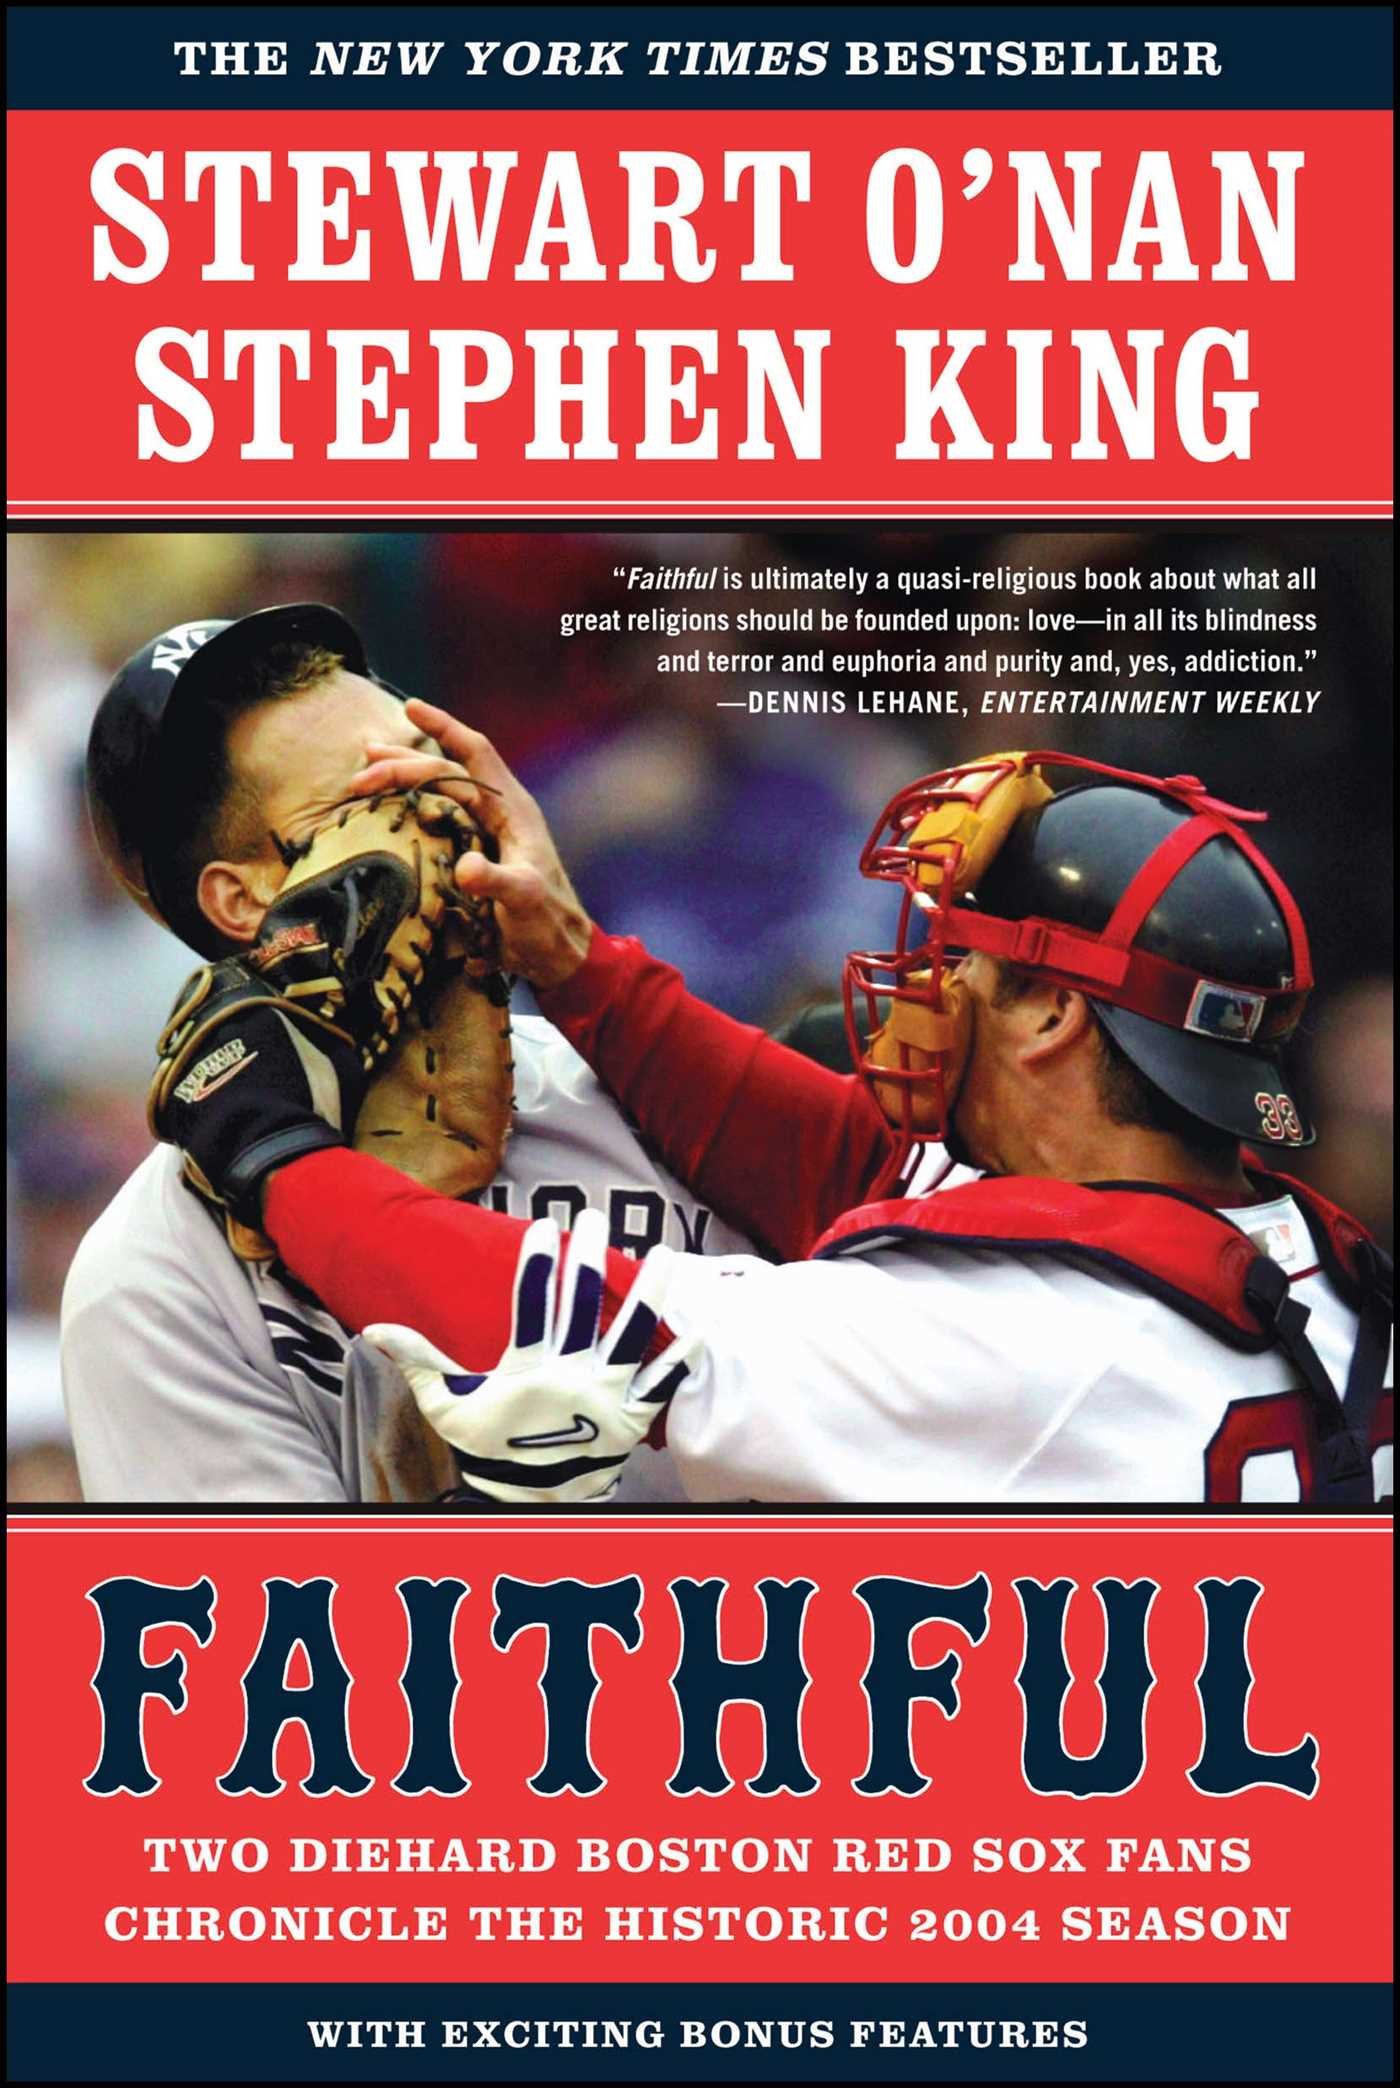 THE NEW YORK TIMES BESTSELLER
STEWART O’NAN
STEPHEN KING
“Faithful is ultimately a quasi-religious book about what all
great religions should be founded upon: love—in all its blindness
and terror and euphoria and purity and, yes, addiction.”
—DENNIS LEHANE, ENTERTAINMENT WEEKLY
NY
33
YORK
FAITHFUL
TWO DIEHARD BOSTON RED SOX FANS
CHRONICLE THE HISTORIC 2004 SEASON
WITH EXCITING BONUS FEATURES